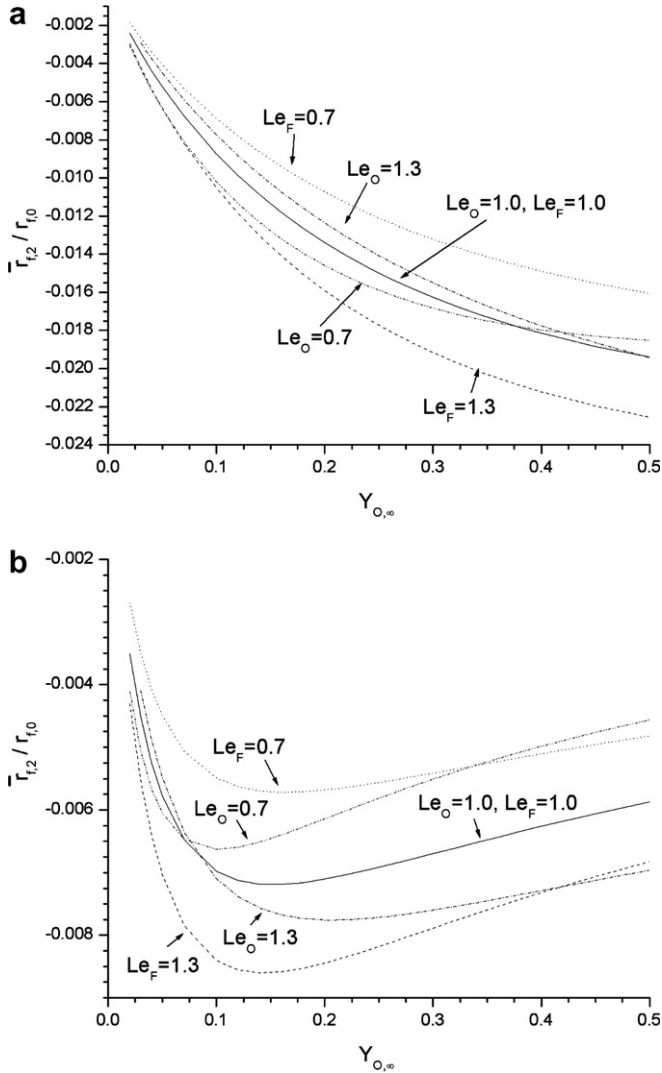 a
-0.002
-0.004
-0.006
-0.008
-0.010
-0.012
-0.014
-0.016
-0.018
-0.020
-0.022
-0.024
r̄f,2 / rf,0
LeF=0.7
LeO=1.3
LeO=1.0, LeF=1.0
LeO=0.7
LeF=1.3
0.0 0.1 0.2 0.3 0.4 0.5
YO,∞
b
-0.002
-0.004
-0.006
-0.008
r̄f,2 / rf,0
LeF=0.7
LeO=0.7
LeO=1.0, LeF=1.0
LeO=1.3
LeF=1.3
0.0 0.1 0.2 0.3 0.4 0.5
YO,∞